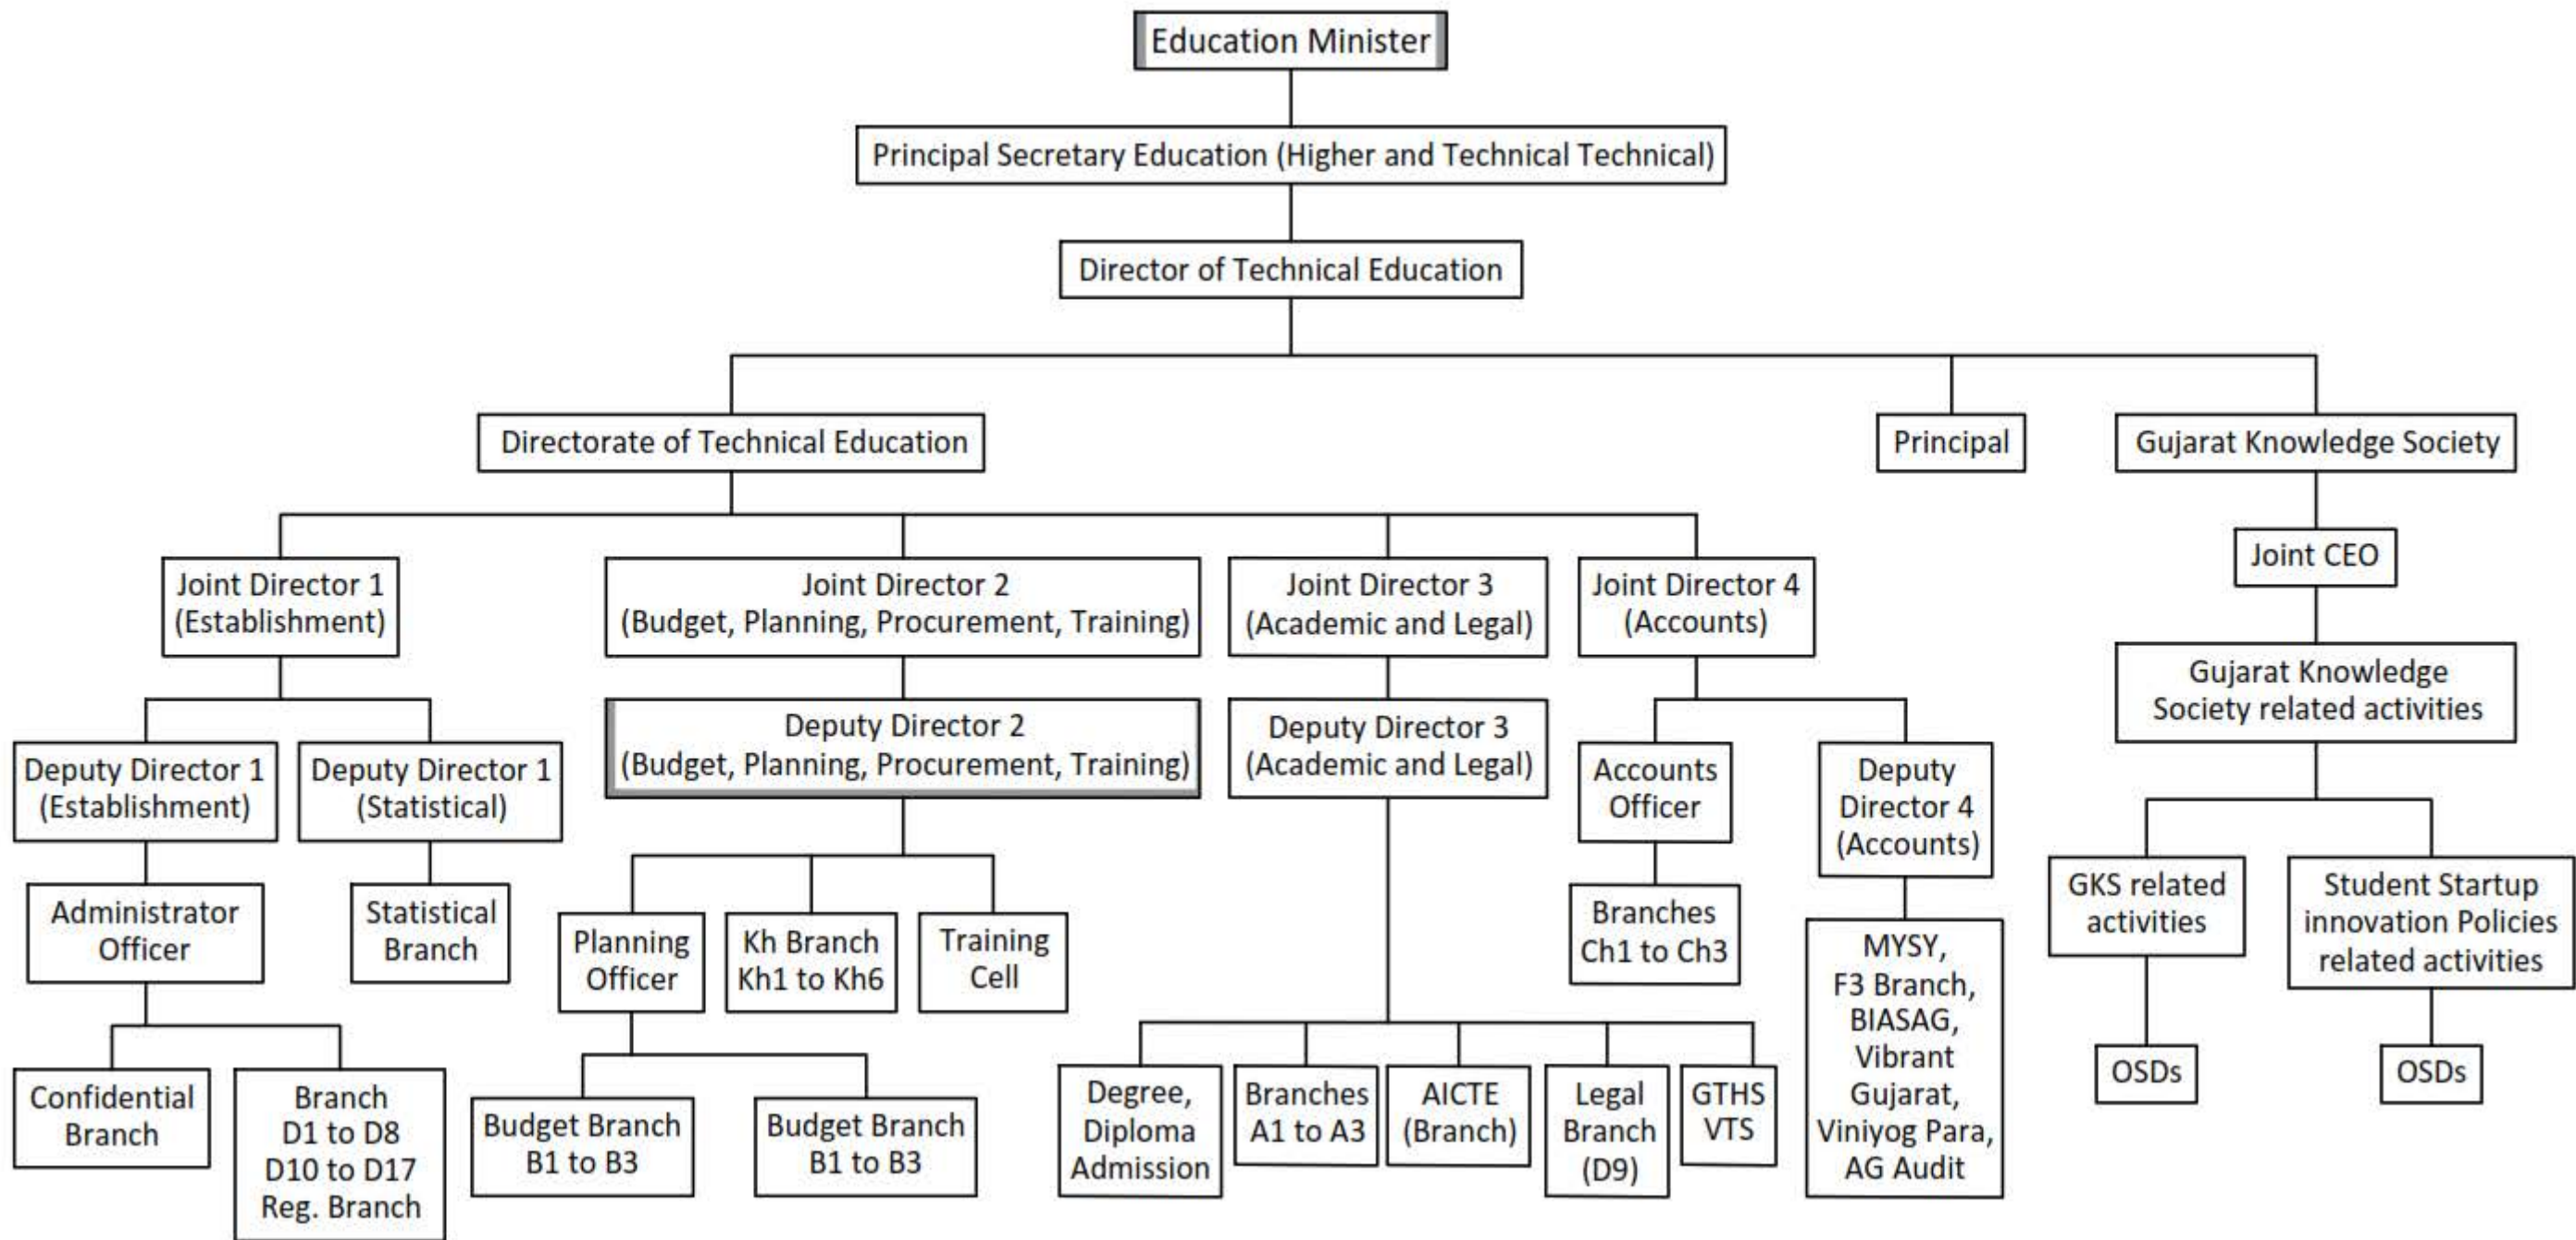 Education Minister
Principal Secretary Education (Higher and Technical Technical)
Director of Technical Education
Directorate of Technical Education
Principal
Gujarat Knowledge Society
Joint Director 1
(Establishment)
Joint Director 2
(Budget, Planning, Procurement, Training)
Joint Director 3
(Academic and Legal)
Joint Director 4
(Accounts)
Joint CEO
Gujarat Knowledge
Society related activities
Deputy Director 1
(Establishment)
Deputy Director 1
(Statistical)
Deputy Director 2
(Budget, Planning, Procurement, Training)
Deputy Director 3
(Academic and Legal)
Accounts
Officer
Deputy
Director 4
(Accounts)
GKS related
activities
Student Startup
innovation Policies
related activities
Administrator
Officer
Statistical
Branch
Planning
Officer
Kh Branch
Kh1 to Kh6
Training
Cell
Branches
Ch1 to Ch3
MYSY,
F3 Branch,
BIASAG,
Vibrant
Gujarat,
Viniyog Para,
AG Audit
OSDs
OSDs
Confidential
Branch
Branch
D1 to D8
D10 to D17
Reg. Branch
Budget Branch
B1 to B3
Budget Branch
B1 to B3
Degree,
Diploma
Admission
Branches
A1 to A3
AICTE
(Branch)
Legal
Branch
(D9)
GTHS
VTS